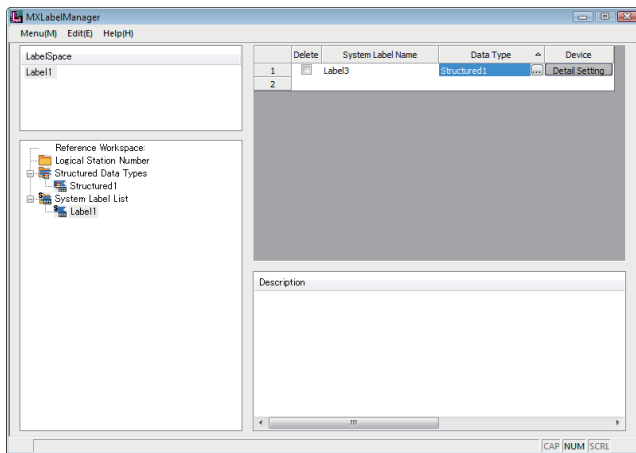 MXLabelManager
Menu(M) Edit(E) Help(H)
LabelSpace
Label1
Reference Workspace:
Logical Station Number
Structured Data Types
Structured1
System Label List
Label1
Delete System Label Name Data Type Device
1 Label3 Structured1 ... Detail Setting
2
Description
CAP NUM SCRL